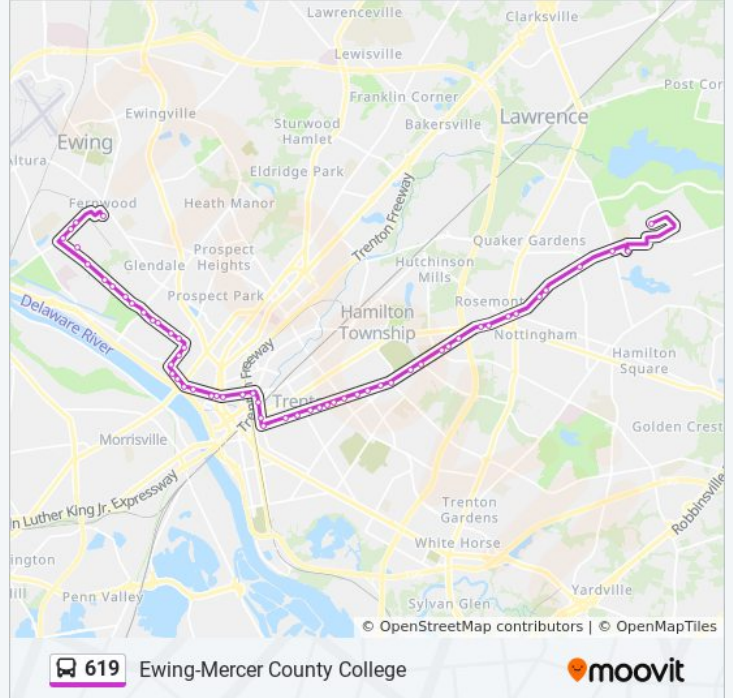 Lawrenceville
Clarksville
Lewisville
Post Cor
Franklin Corner
Ewingville
Lawrence
Sturwood
Hamlet
Bakersville
Ewing
Altura
Eldridge Park
Trenton Freeway
Fernwood
Heath Manor
Prospect
Heights
Quaker Gardens
Glendale
Hutchinson
Mills
Prospect Park
Rosemont
Delaware River
Hamilton
Township
Nottingham
Trenton Freeway
Hamilton
Square
Trento
Golden Crest
Morrisville
n Luther King Jr. Expressway
Trenton
Gardens
Robbinsville
White Horse
ington
ill
Penn Valley
Yardville
Sylvan Glen
© OpenStreetMap contributors | © OpenMapTiles
619 Ewing-Mercer County College
moovit